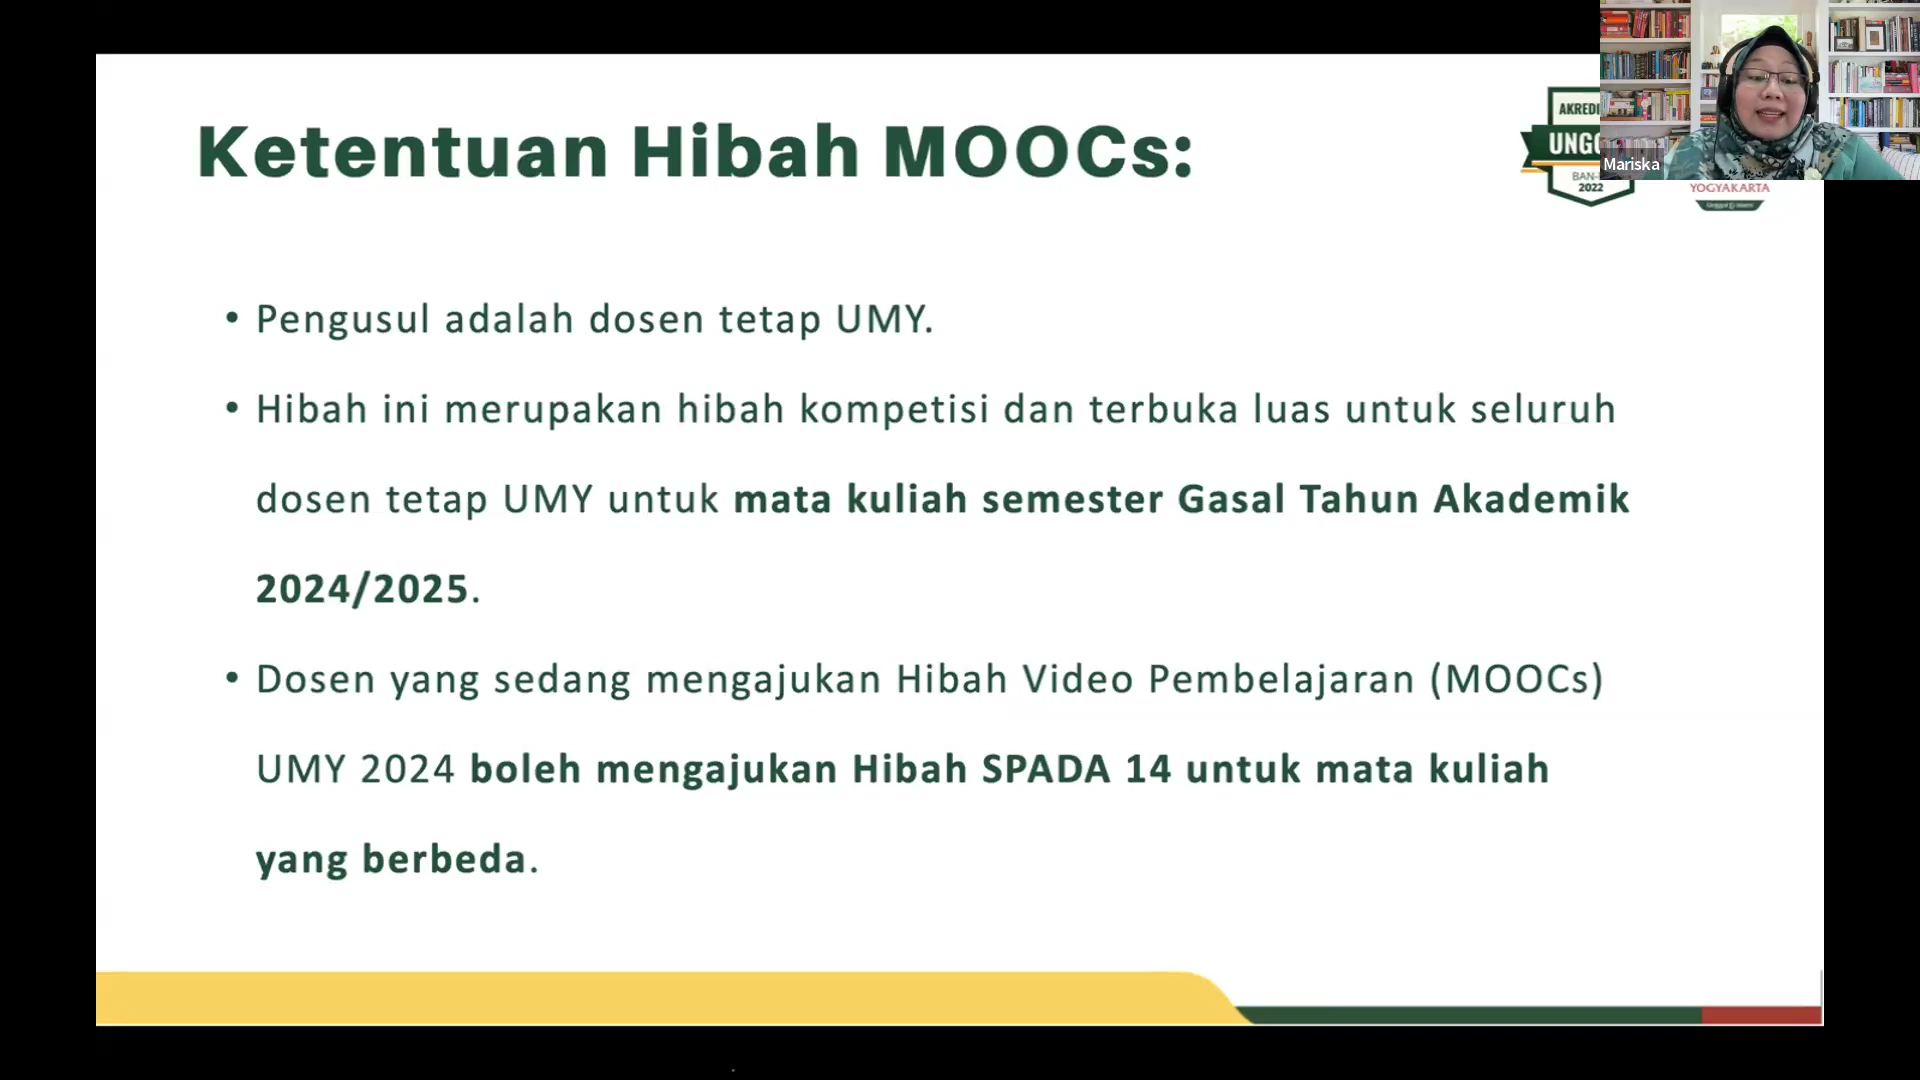 Ketentuan Hibah MOOCs:
AKREDI
UNGG
BAN-
2022
Mariska
YOGYAKARTA
• Pengusul adalah dosen tetap UMY.
• Hibah ini merupakan hibah kompetisi dan terbuka luas untuk seluruh
dosen tetap UMY untuk mata kuliah semester Gasal Tahun Akademik
2024/2025.
• Dosen yang sedang mengajukan Hibah Video Pembelajaran (MOOCs)
UMY 2024 boleh mengajukan Hibah SPADA 14 untuk mata kuliah
yang berbeda.